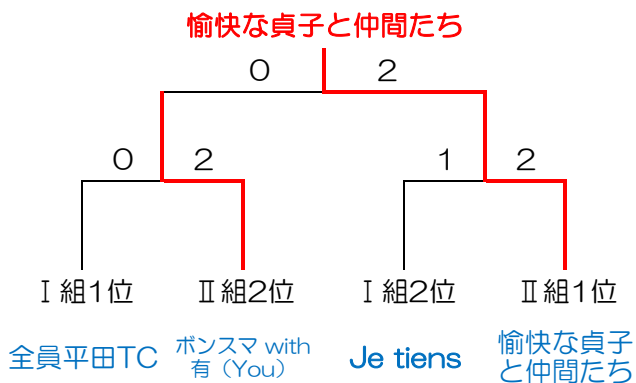 愉快な貞子と仲間たち
0 2
0 2 1 2
Ⅰ組1位 Ⅱ組2位 Ⅰ組2位 Ⅱ組1位
全員平田TC
ボンスマ with
有（You）
Je tiens
愉快な貞子
と仲間たち